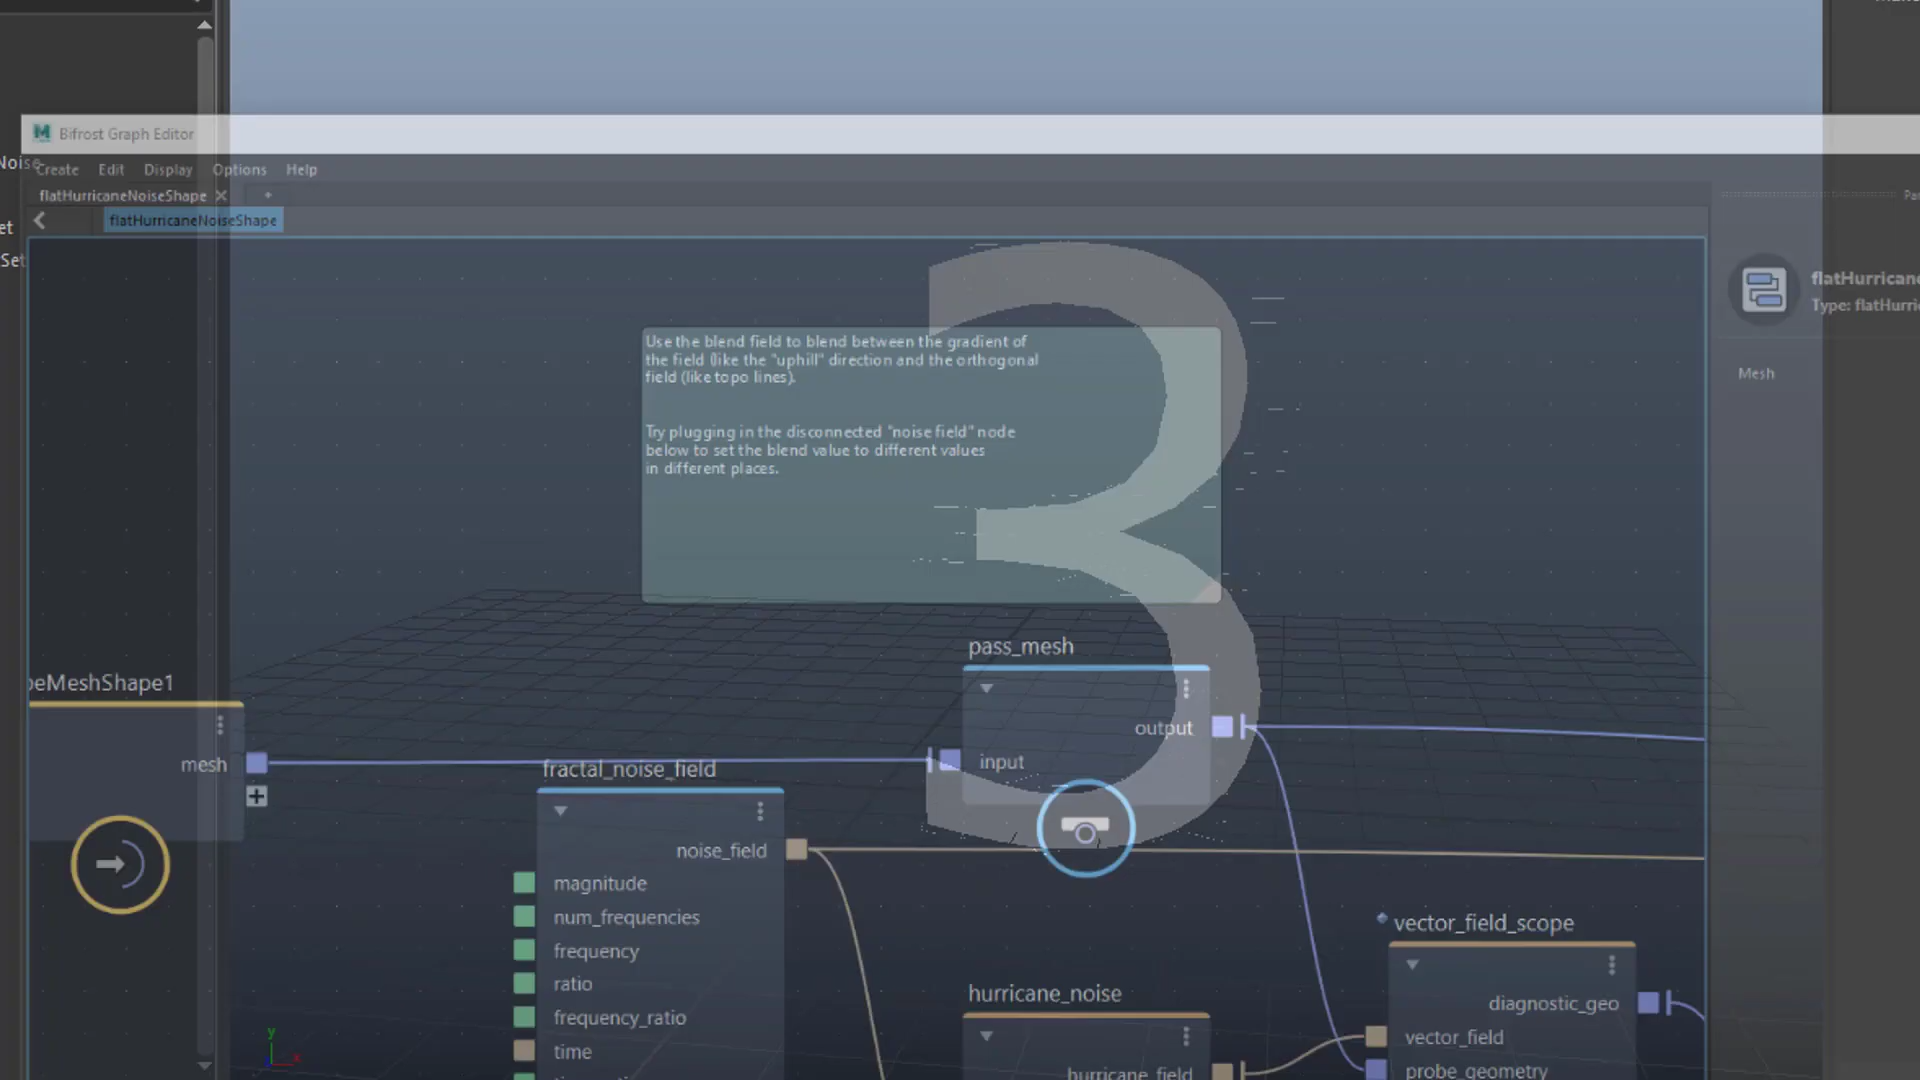 Bifrost Graph Editor
Create Edit Display Options Help
flatHurricaneNoiseShape
flatHurricaneNoiseShape
Use the blend field to blend between the gradient of
the field (like the "uphill" direction and the orthogonal
field (like topo lines).
Try plugging in the disconnected "noise field" node
below to set the blend value to different values
in different places.
3
flatHurricane
Type: flatHurri
Mesh
Set
pass_mesh
output
input
eMeshShape1
mesh
fractal_noise_field
noise_field
magnitude
num_frequencies
frequency
ratio
frequency_ratio
time
hurricane_noise
hurricane_field
vector_field_scope
diagnostic_geo
vector_field
probe_geometry
y
x